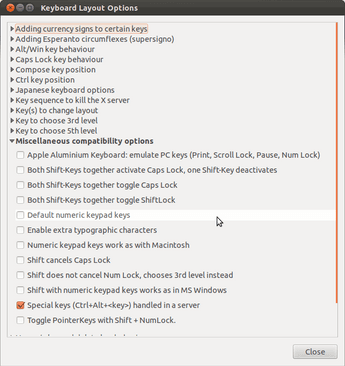 Keyboard Layout Options
Adding currency signs to certain keys
Adding Esperanto circumflexes (supersigno)
Alt/Win key behaviour
Caps Lock key behaviour
Compose key position
Ctrl key position
Japanese keyboard options
Key sequence to kill the X server
Key(s) to change layout
Key to choose 3rd level
Key to choose 5th level
Miscellaneous compatibility options
Apple Aluminium Keyboard: emulate PC keys (Print, Scroll Lock, Pause, Num Lock)
Both Shift-Keys together activate Caps Lock, one Shift-Key deactivates
Both Shift-Keys together toggle Caps Lock
Both Shift-Keys together toggle ShiftLock
Default numeric keypad keys
Enable extra typographic characters
Numeric keypad keys work as with Macintosh
Shift cancels Caps Lock
Shift does not cancel Num Lock, chooses 3rd level instead
Shift with numeric keypad keys works as in MS Windows
Special keys (Ctrl+Alt+<key>) handled in a server
Toggle PointerKeys with Shift + NumLock.
Close